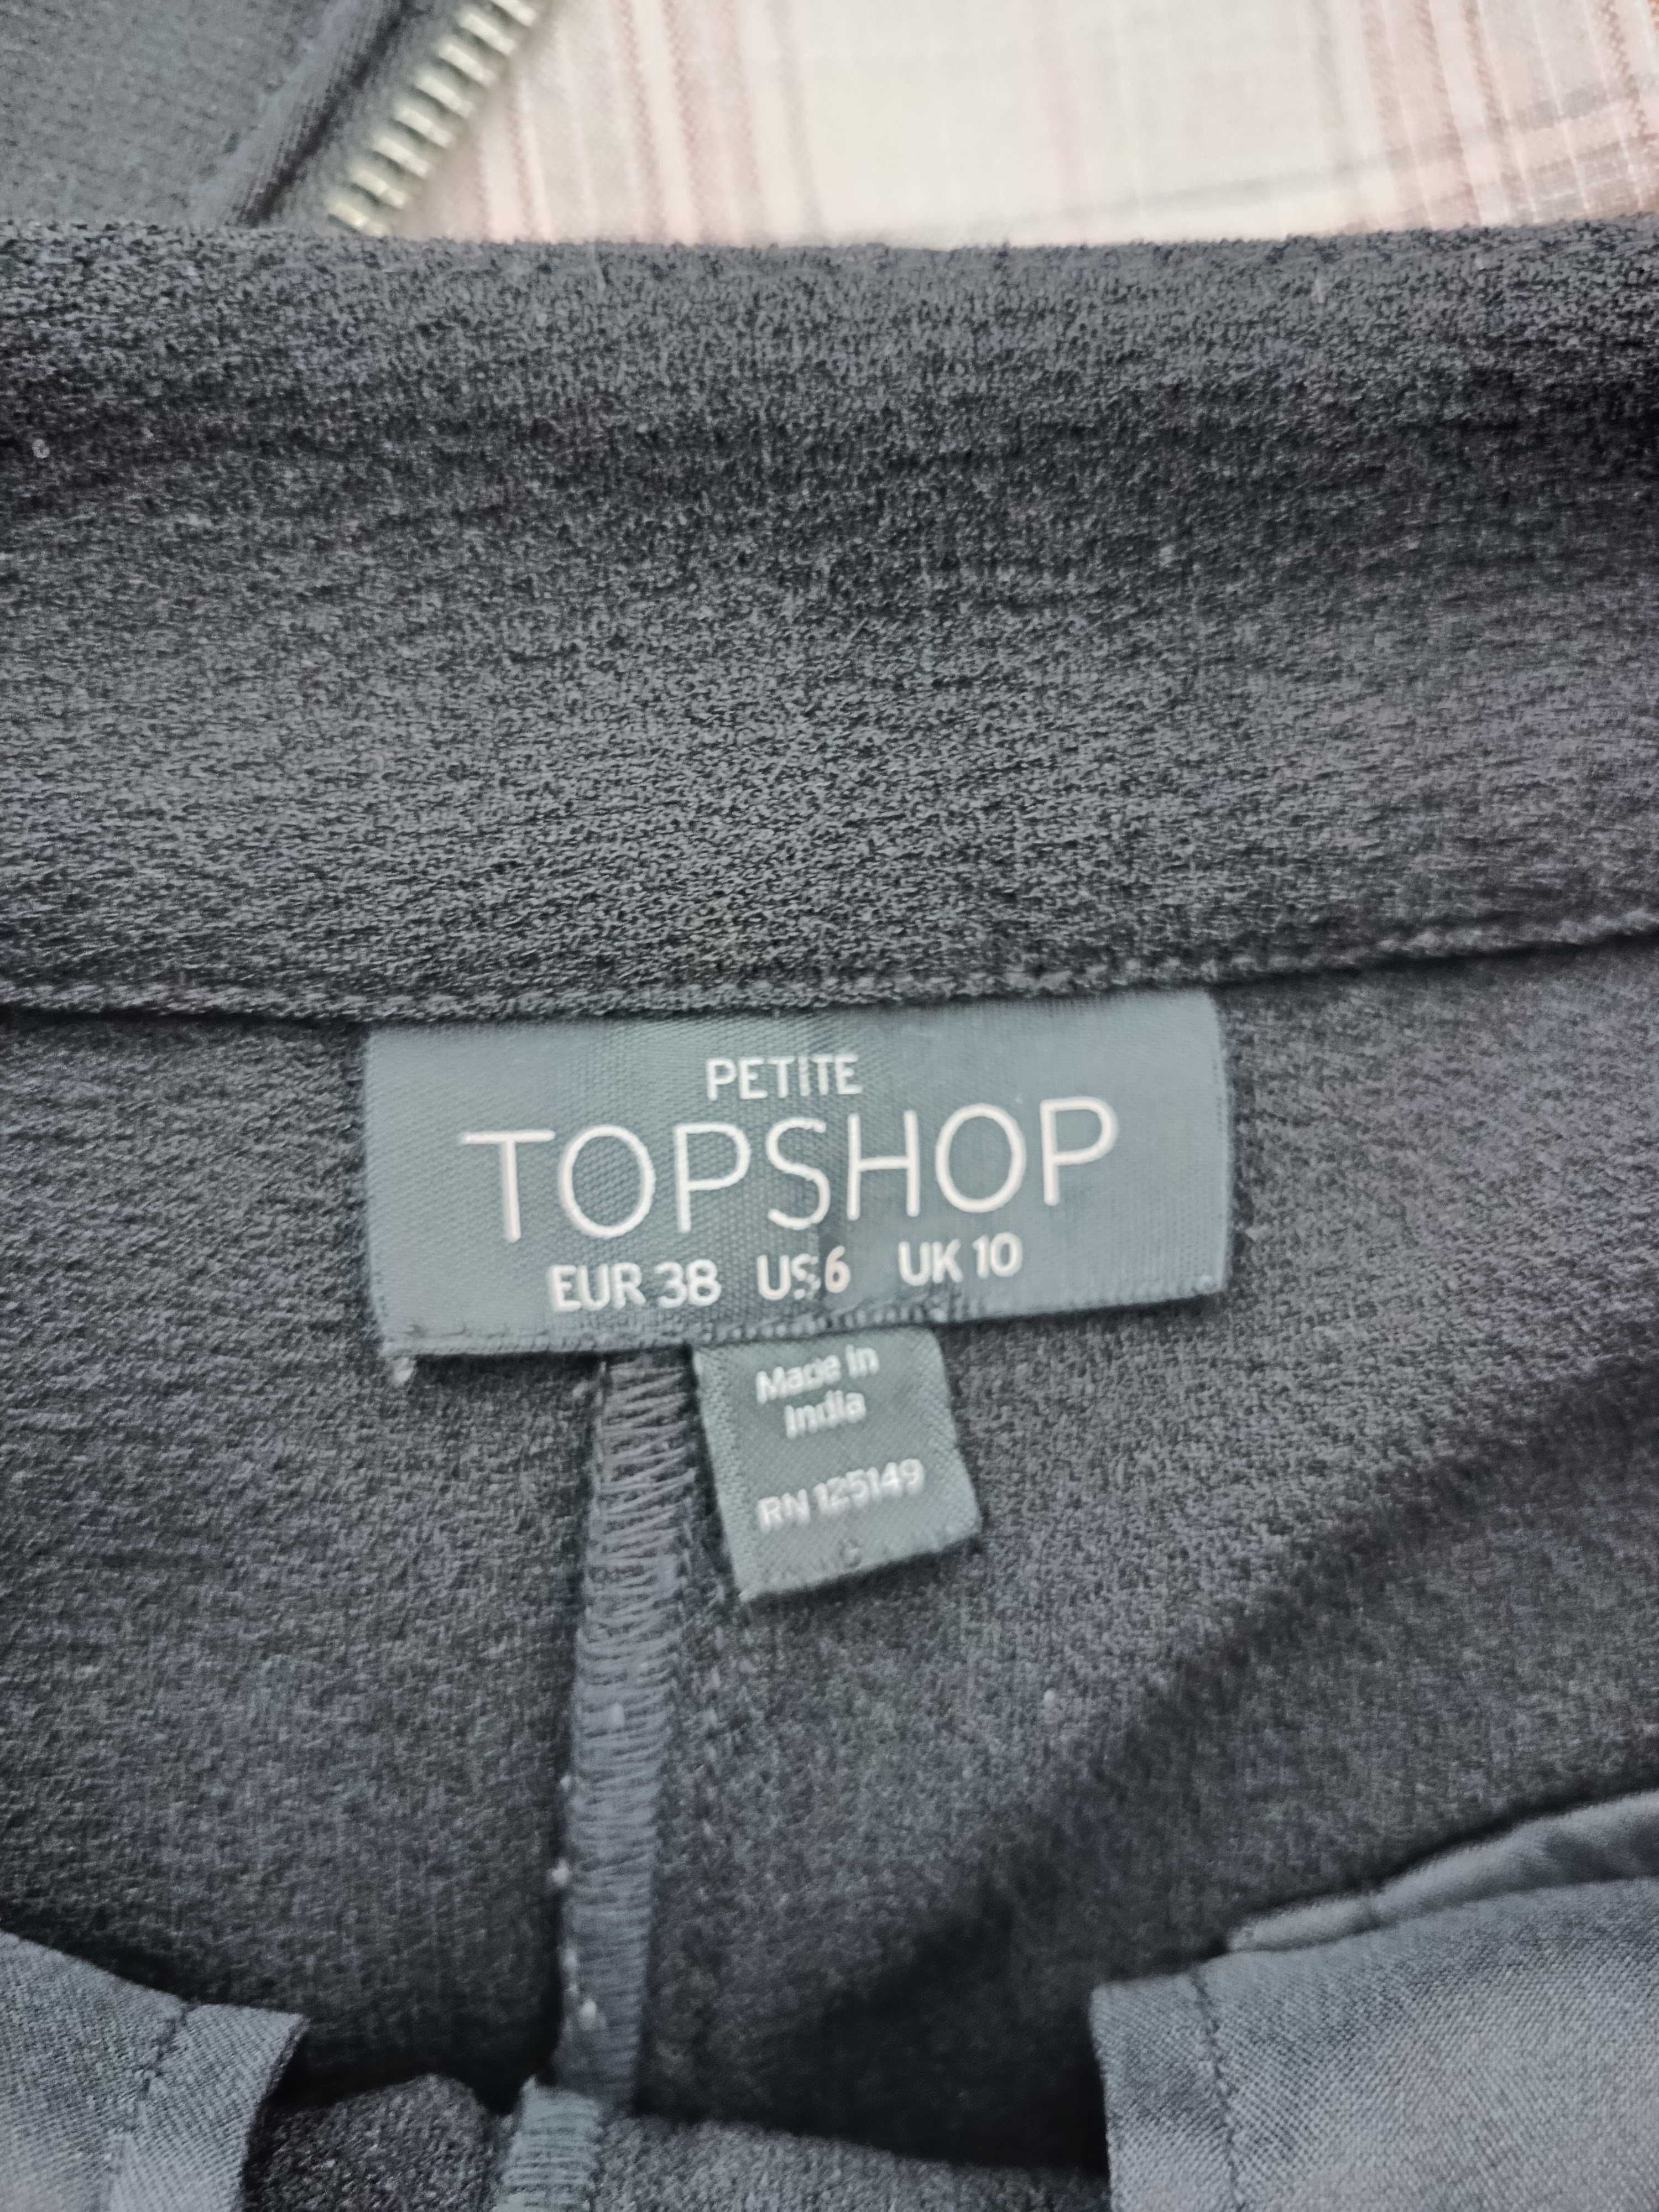 PETITE
TOPSHOP
EUR 38 US 6 UK 10
Made in
India
RN 125149